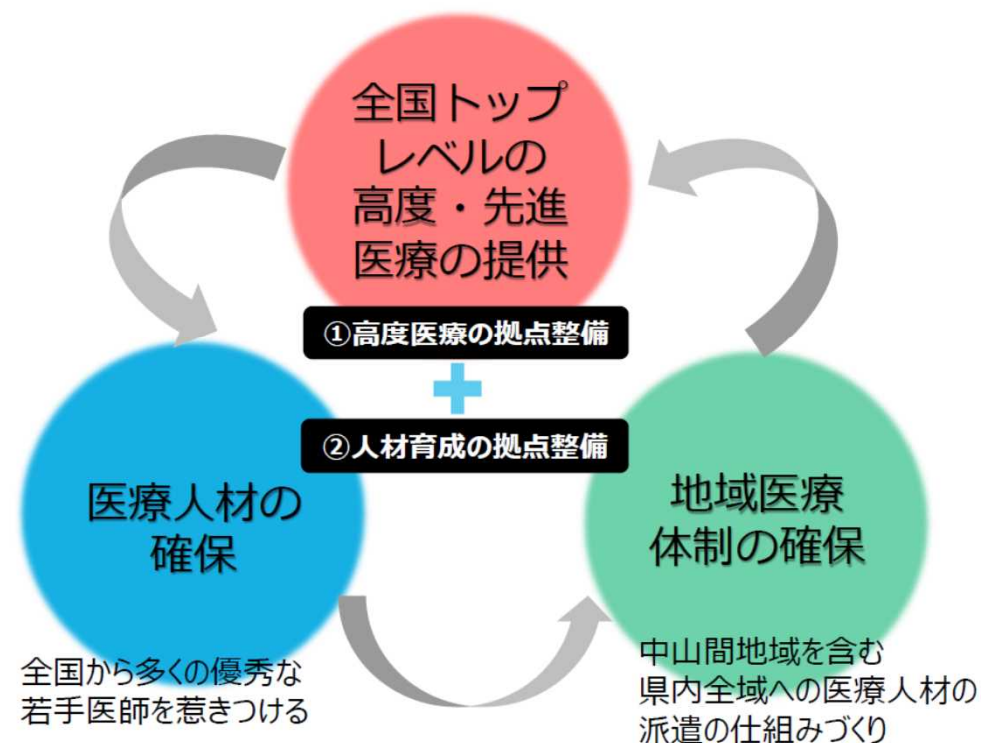 全国トップ
レベルの
高度・先進
医療の提供
①高度医療の拠点整備
②人材育成の拠点整備
医療人材の
確保
全国から多くの優秀な
若手医師を惹きつける
地域医療
体制の確保
中山間地域を含む
県内全域への医療人材の
派遣の仕組みづくり